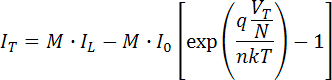 I_T = M · I_L − M · I_0 [exp((q (V_T / N)) / (nkT)) − 1]